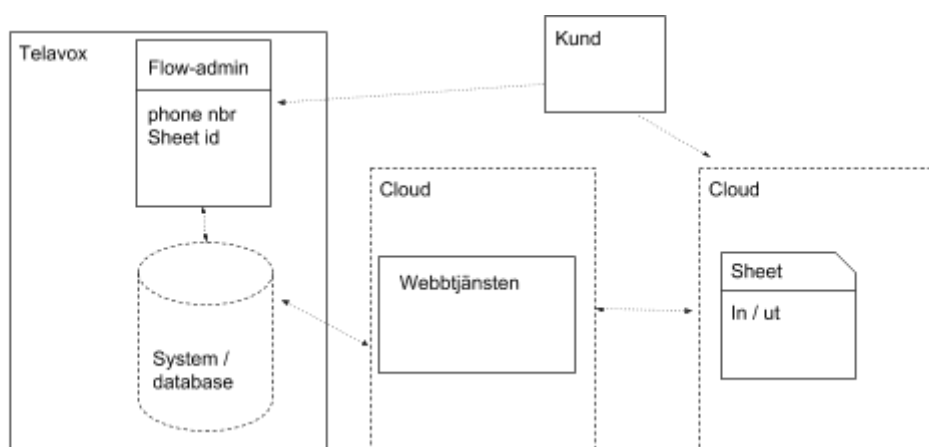 Telavox
Flow-admin
phone nbr
Sheet id
System /
database
Kund
Cloud
Webbtjänsten
Cloud
Sheet
In / ut